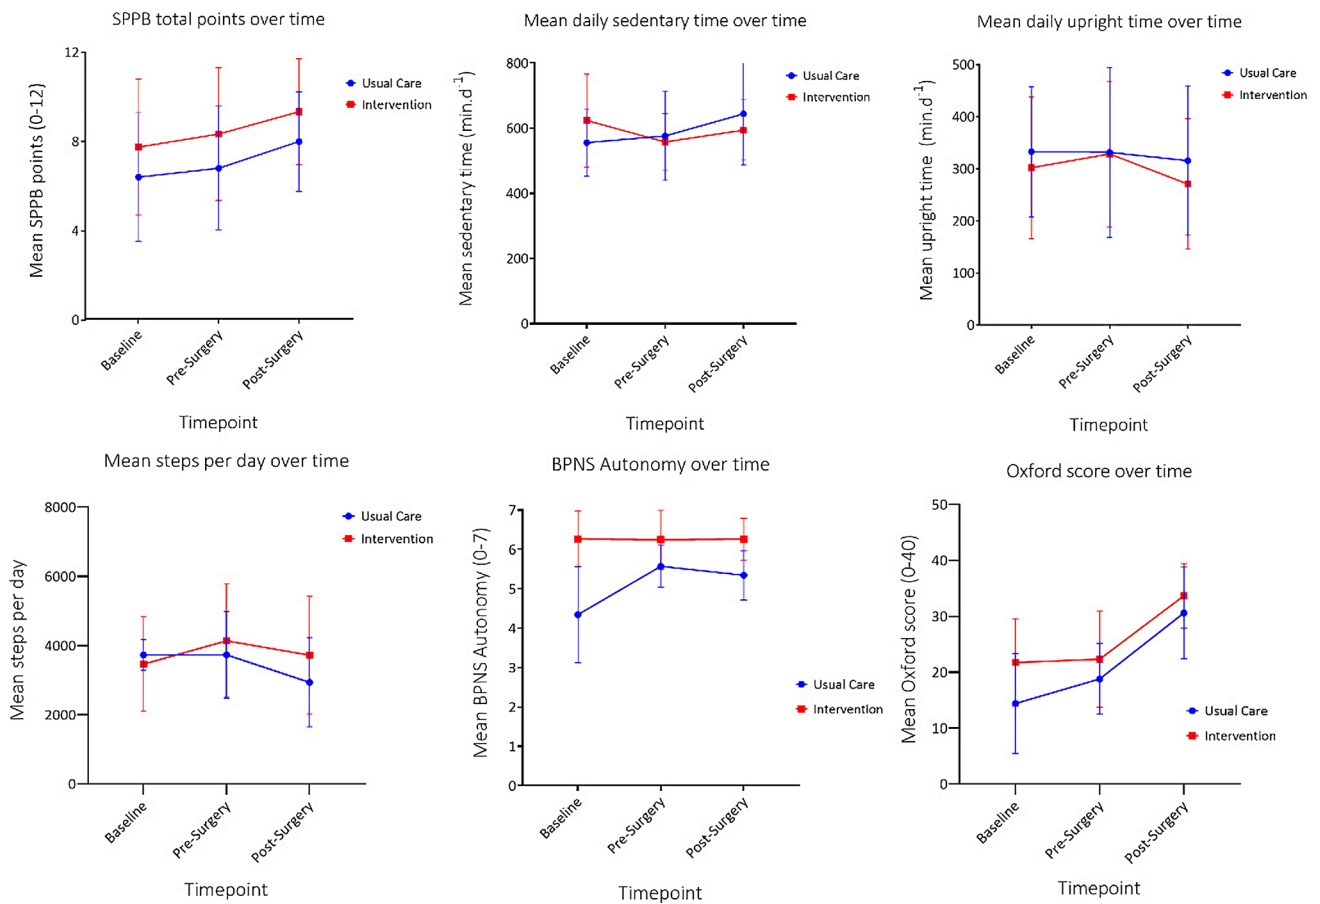 SPPB total points over time
Mean SPPB points (0-12)
12
8
4
0
Usual Care
Intervention
Baseline
Pre-Surgery
Post-Surgery
Timepoint
Mean daily sedentary time over time
Mean sedentary time (min.d⁻¹)
800
600
400
200
0
Usual Care
Intervention
Baseline
Pre-Surgery
Post-Surgery
Timepoint
Mean daily upright time over time
Mean upright time (min.d⁻¹)
500
400
300
200
100
0
Usual Care
Intervention
Baseline
Pre-Surgery
Post-Surgery
Timepoint
Mean steps per day over time
Mean steps per day
8000
6000
4000
2000
0
Usual Care
Intervention
Baseline
Pre-Surgery
Post-Surgery
Timepoint
BPNS Autonomy over time
Mean BPNS Autonomy (0-7)
7
6
5
4
3
2
1
0
Usual Care
Intervention
Baseline
Pre-Surgery
Post-Surgery
Timepoint
Oxford score over time
Mean Oxford score (0-40)
50
40
30
20
10
0
Usual Care
Intervention
Baseline
Pre-Surgery
Post-Surgery
Timepoint